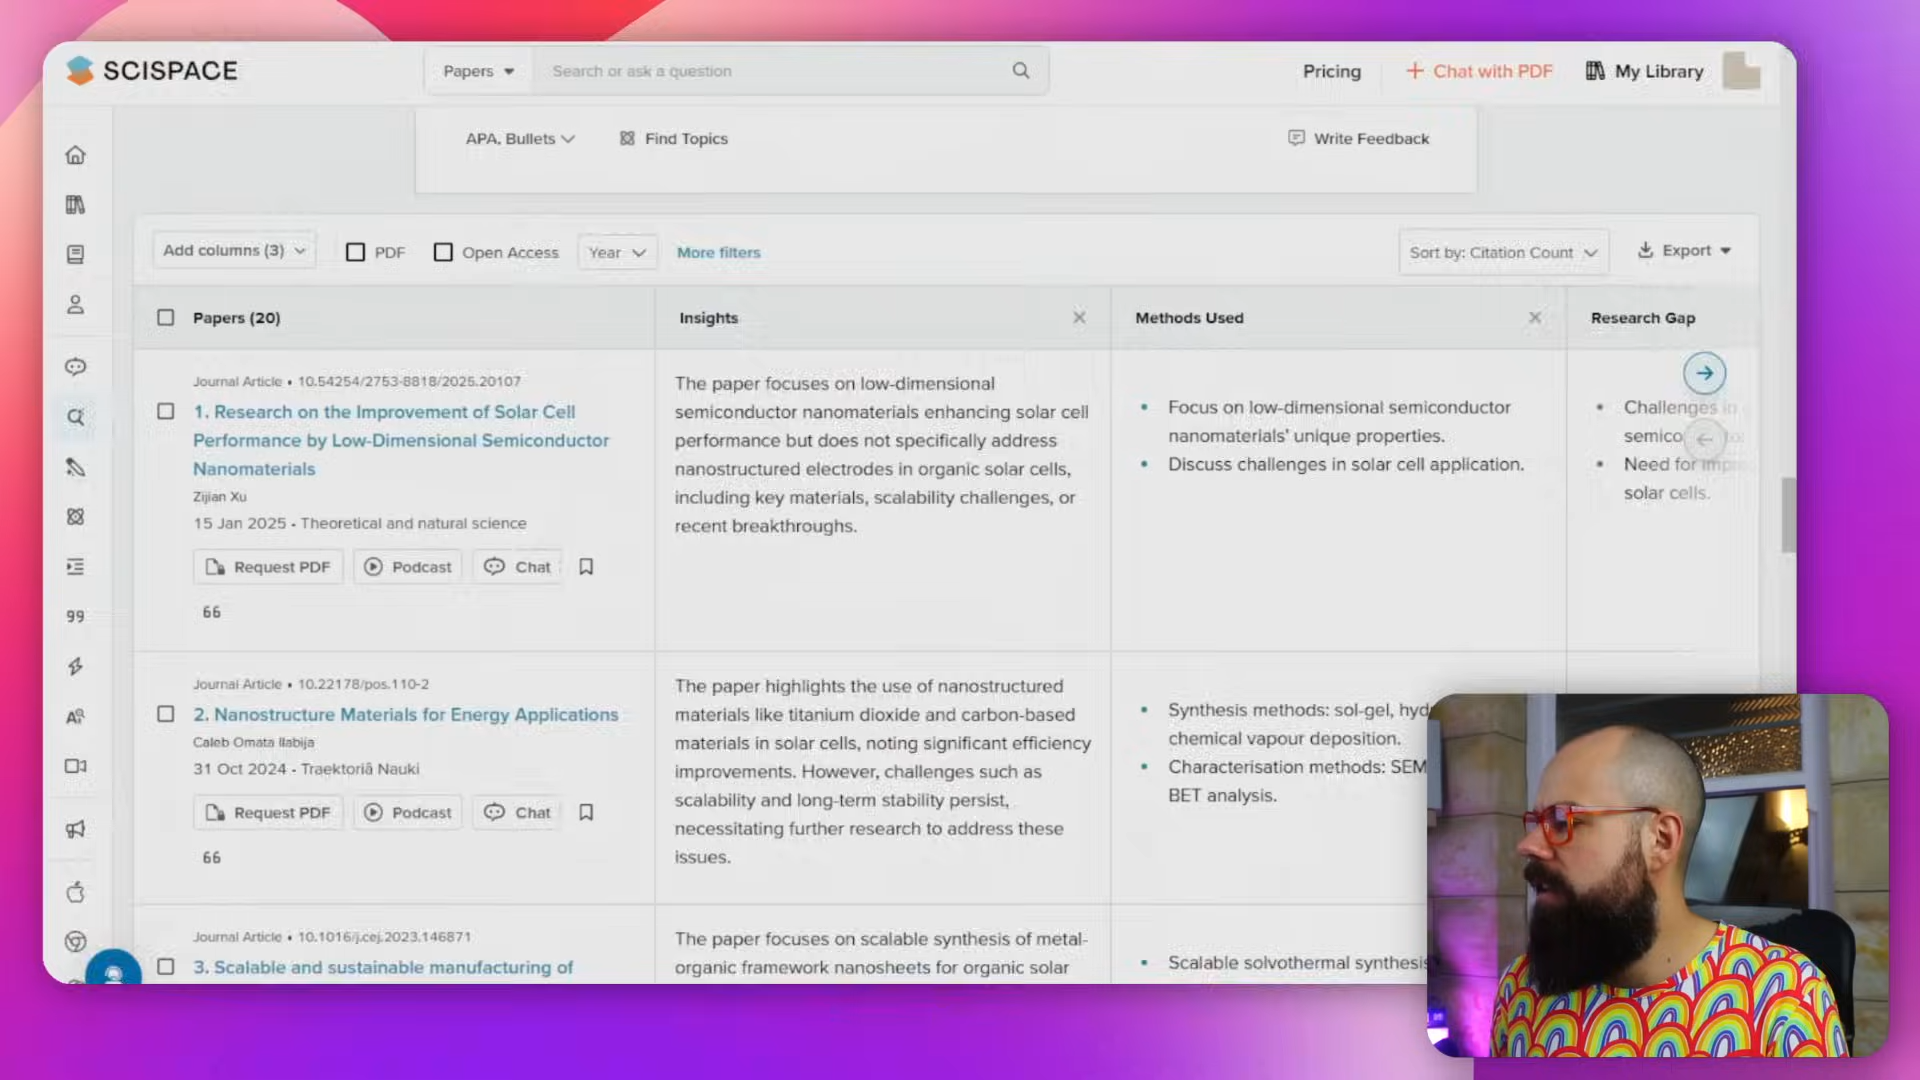 SCISPACE
Papers
Search or ask a question
Pricing
+ Chat with PDF
My Library
APA, Bullets
Find Topics
Write Feedback
Add columns (3)
PDF
Open Access
Year
More filters
Sort by: Citation Count
Export
Papers (20)
Insights
Methods Used
Research Gap
Journal Article • 10.54254/2753-8818/2025.20107
1. Research on the Improvement of Solar Cell
Performance by Low-Dimensional Semiconductor
Nanomaterials
Zijian Xu
15 Jan 2025 • Theoretical and natural science
Request PDF
Podcast
Chat
The paper focuses on low-dimensional
semiconductor nanomaterials enhancing solar cell
performance but does not specifically address
nanostructured electrodes in organic solar cells,
including key materials, scalability challenges, or
recent breakthroughs.
• Focus on low-dimensional semiconductor
nanomaterials' unique properties.
• Discuss challenges in solar cell application.
• Challenges in
semico
• Need for impr
solar cells.
Journal Article • 10.22178/pos.110-2
2. Nanostructure Materials for Energy Applications
Caleb Omata Ilabija
31 Oct 2024 • Traektoriâ Nauki
Request PDF
Podcast
Chat
The paper highlights the use of nanostructured
materials like titanium dioxide and carbon-based
materials in solar cells, noting significant efficiency
improvements. However, challenges such as
scalability and long-term stability persist,
necessitating further research to address these
issues.
• Synthesis methods: sol-gel, hyd
chemical vapour deposition.
• Characterisation methods: SEM
BET analysis.
Journal Article • 10.1016/j.cej.2023.146871
3. Scalable and sustainable manufacturing of
The paper focuses on scalable synthesis of metal-
organic framework nanosheets for organic solar
• Scalable solvothermal synthesis